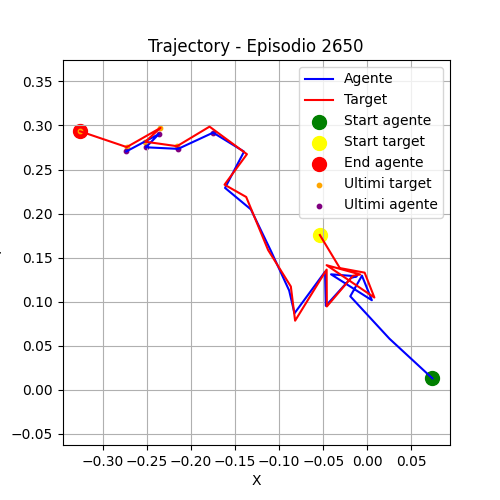 Trajectory - Episodio 2650
Agente
Target
Start agente
Start target
End agente
Ultimi target
Ultimi agente
0.35
0.30
0.25
0.20
0.15
0.10
0.05
0.00
−0.05
−0.30 −0.25 −0.20 −0.15 −0.10 −0.05 0.00 0.05
X